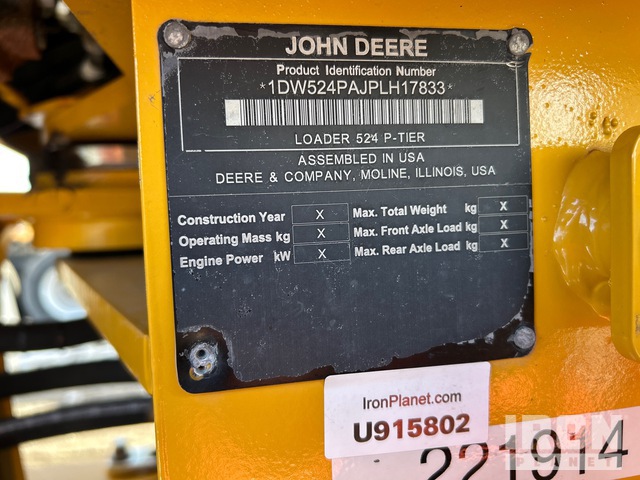 JOHN DEERE
Product Identification Number
*1DW524PAJPLH17833*
LOADER 524 P-TIER
ASSEMBLED IN USA
DEERE & COMPANY, MOLINE, ILLINOIS, USA
Construction Year X Max. Total Weight kg X
Operating Mass kg X Max. Front Axle Load kg X
Engine Power kW X Max. Rear Axle Load kg X
IronPlanet.com
U915802
221914
IRON
PLANET